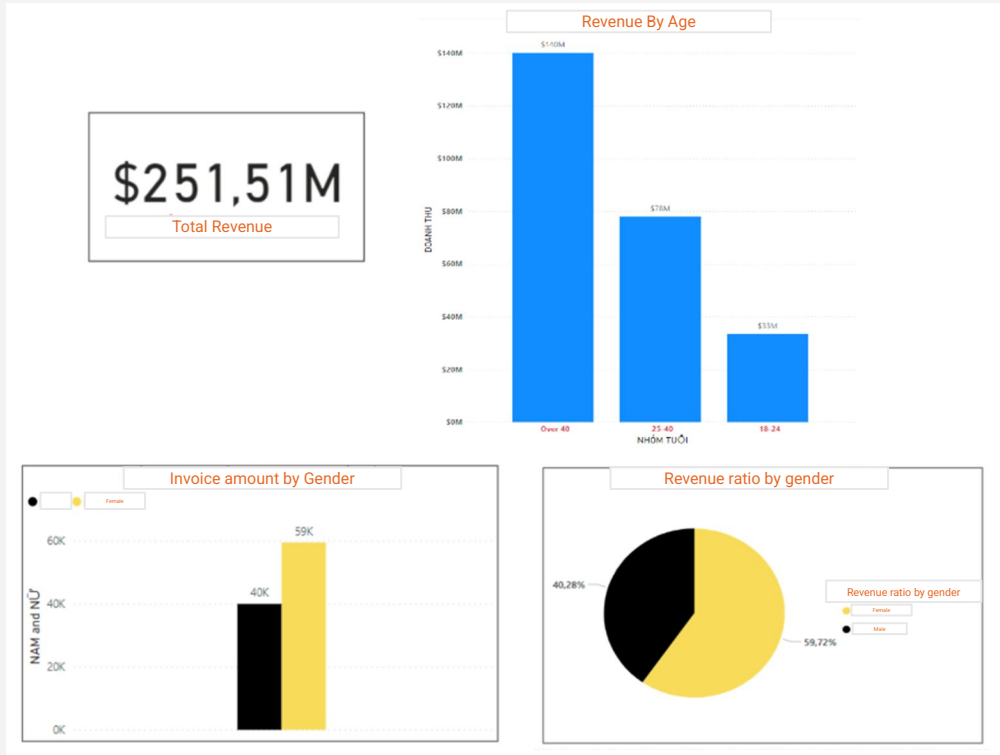 Revenue By Age
$140M
$140M
$120M
$100M
$80M
$60M
$40M
$20M
$0M
DOANH THU
$78M
$33M
Over 40
25-40
18-24
NHÓM TUỔI
$251,51M
Total Revenue
Invoice amount by Gender
Female
60K
40K
20K
0K
NAM and NỮ
40K
59K
Revenue ratio by gender
40,28%
59,72%
Revenue ratio by gender
Female
Male